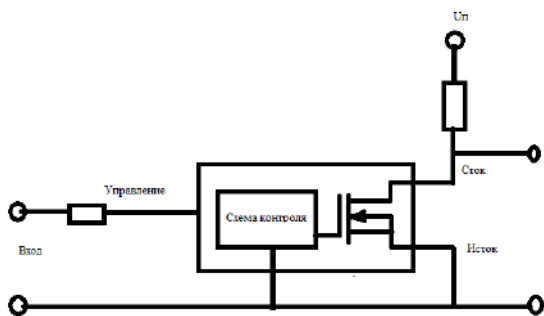 Uп
Сток
Управление
Схема контроля
Вход
Исток